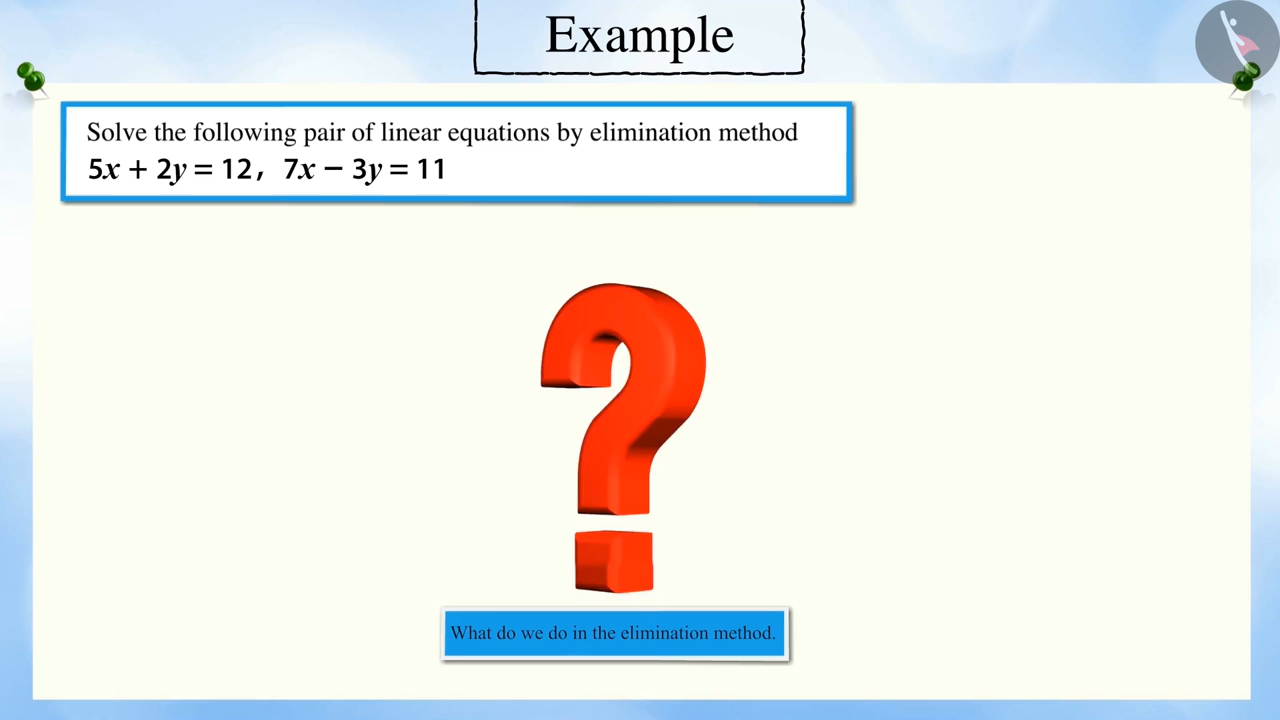 Example
Solve the following pair of linear equations by elimination method
5x + 2y = 12, 7x − 3y = 11
?
What do we do in the elimination method.